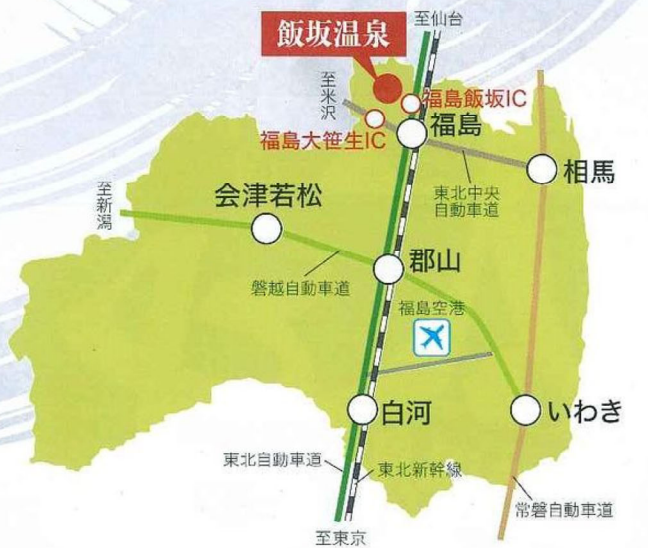 至仙台
飯坂温泉
至米沢
福島飯坂IC
福島
福島大笹生IC
相馬
東北中央
自動車道
至新潟
会津若松
郡山
磐越自動車道
福島空港
白河
いわき
東北自動車道
東北新幹線
常磐自動車道
至東京